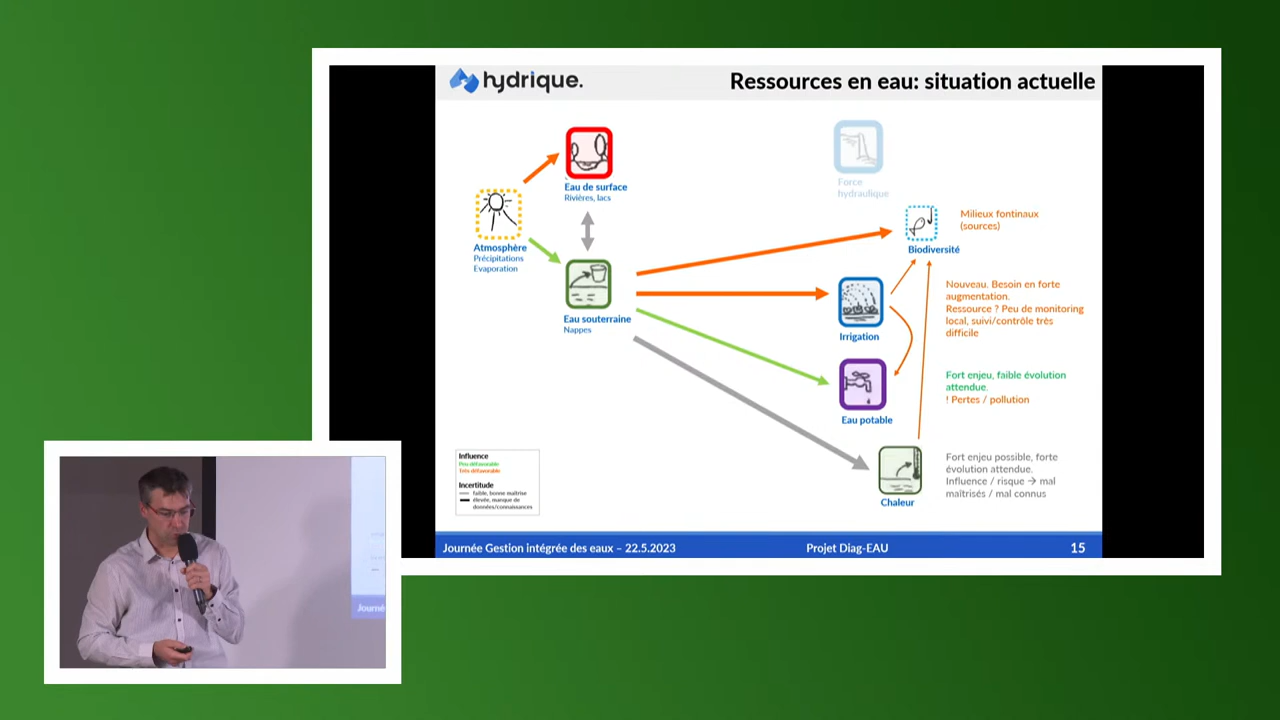 hydrique.
Ressources en eau: situation actuelle
Eau de surface
Rivières, lacs
Force
hydraulique
Atmosphère
Précipitations
Evaporation
Milieux fontinaux
(sources)
Biodiversité
Eau souterraine
Nappes
Irrigation
Nouveau. Besoin en forte
augmentation.
Ressource ? Peu de monitoring
local, suivi/contrôle très
difficile
Eau potable
Fort enjeu, faible évolution
attendue.
! Pertes / pollution
Chaleur
Fort enjeu possible, forte
évolution attendue.
Influence / risque → mal
maîtrisés / mal connus
Influence
Peu défavorable
Très défavorable
Incertitude
faible, bonne maîtrise
élevée, manque de
données/connaissances
Journée Gestion intégrée des eaux – 22.5.2023
Projet Diag-EAU
15
Journé